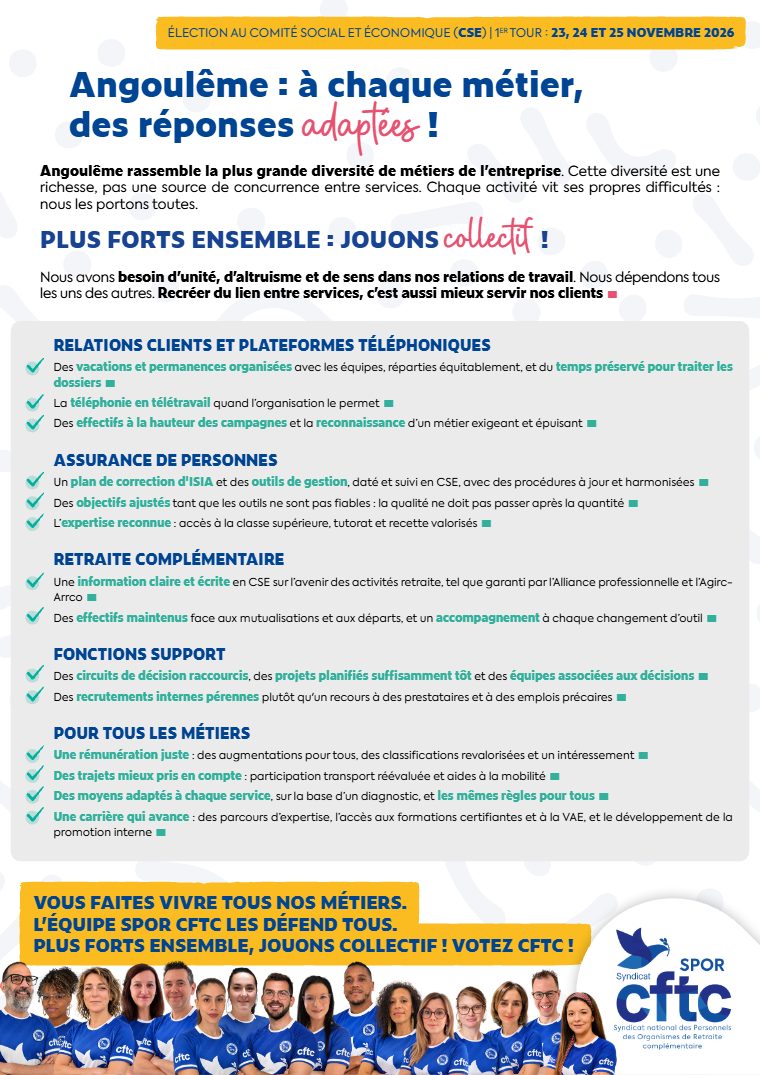 ÉLECTION AU COMITÉ SOCIAL ET ÉCONOMIQUE (CSE) | 1ER TOUR : 23, 24 ET 25 NOVEMBRE 2026
Angoulême : à chaque métier,
des réponses adaptées !
Angoulême rassemble la plus grande diversité de métiers de l'entreprise. Cette diversité est une
richesse, pas une source de concurrence entre services. Chaque activité vit ses propres difficultés :
nous les portons toutes.
PLUS FORTS ENSEMBLE : JOUONS collectif !
Nous avons besoin d'unité, d'altruisme et de sens dans nos relations de travail. Nous dépendons tous
les uns des autres. Recréer du lien entre services, c'est aussi mieux servir nos clients
RELATIONS CLIENTS ET PLATEFORMES TÉLÉPHONIQUES
Des vacations et permanences organisées avec les équipes, réparties équitablement, et du temps préservé pour traiter les
dossiers
La téléphonie en télétravail quand l'organisation le permet
Des effectifs à la hauteur des campagnes et la reconnaissance d'un métier exigeant et épuisant
ASSURANCE DE PERSONNES
Un plan de correction d'ISIA et des outils de gestion, daté et suivi en CSE, avec des procédures à jour et harmonisées
Des objectifs ajustés tant que les outils ne sont pas fiables : la qualité ne doit pas passer après la quantité
L'expertise reconnue : accès à la classe supérieure, tutorat et recette valorisés
RETRAITE COMPLÉMENTAIRE
Une information claire et écrite en CSE sur l'avenir des activités retraite, tel que garanti par l'Alliance professionnelle et l'Agirc-
Arrco
Des effectifs maintenus face aux mutualisations et aux départs, et un accompagnement à chaque changement d'outil
FONCTIONS SUPPORT
Des circuits de décision raccourcis, des projets planifiés suffisamment tôt et des équipes associées aux décisions
Des recrutements internes pérennes plutôt qu'un recours à des prestataires et à des emplois précaires
POUR TOUS LES MÉTIERS
Une rémunération juste : des augmentations pour tous, des classifications revalorisées et un intéressement
Des trajets mieux pris en compte : participation transport réévaluée et aides à la mobilité
Des moyens adaptés à chaque service, sur la base d'un diagnostic, et les mêmes règles pour tous
Une carrière qui avance : des parcours d'expertise, l'accès aux formations certifiantes et à la VAE, et le développement de la
promotion interne
VOUS FAITES VIVRE TOUS NOS MÉTIERS.
L'ÉQUIPE SPOR CFTC LES DÉFEND TOUS.
PLUS FORTS ENSEMBLE, JOUONS COLLECTIF ! VOTEZ CFTC !
SPOR
Syndicat
cftc
Syndicat national des Personnels
des Organismes de Retraite
complémentaire
cftc
cftc
cftc
cftc